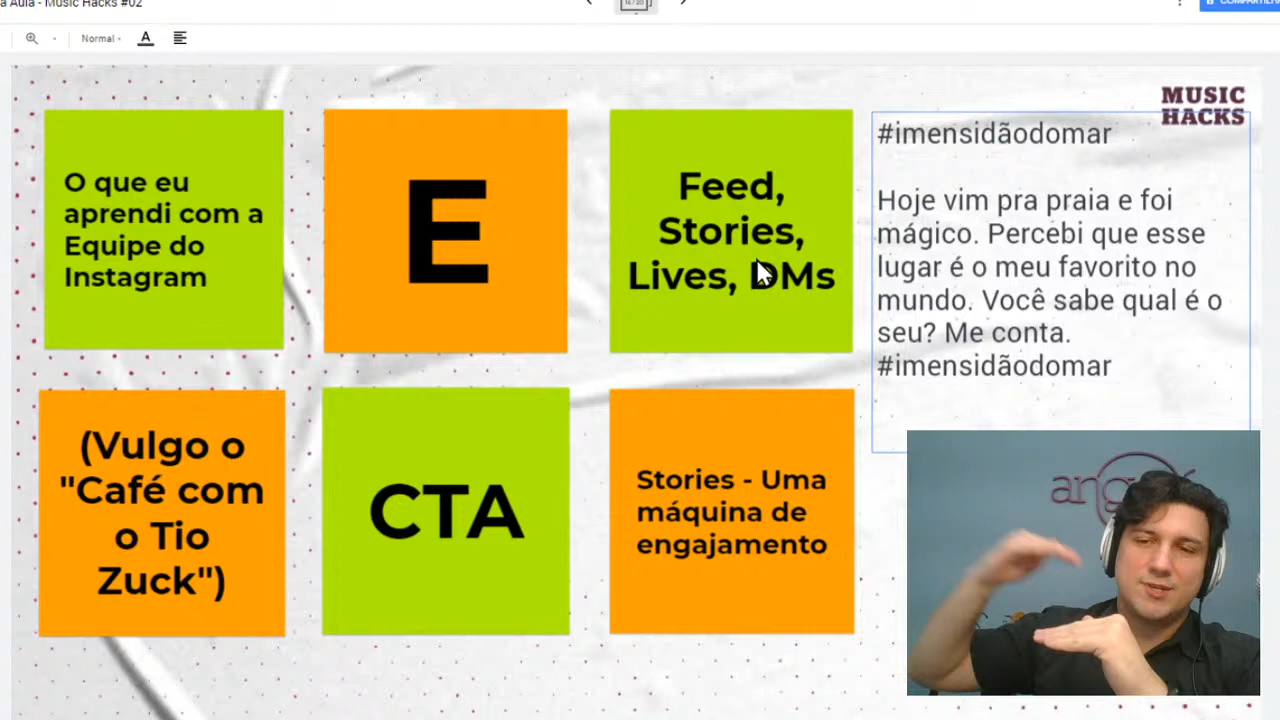 a Aula - Music Hacks #02
Normal
A
O que eu
aprendi com a
Equipe do
Instagram
E
Feed,
Stories,
Lives, DMs
MUSIC
HACKS
#imensidãodomar
Hoje vim pra praia e foi
mágico. Percebi que esse
lugar é o meu favorito no
mundo. Você sabe qual é o
seu? Me conta.
#imensidãodomar
(Vulgo o
"Café com
o Tio
Zuck")
CTA
Stories - Uma
máquina de
engajamento